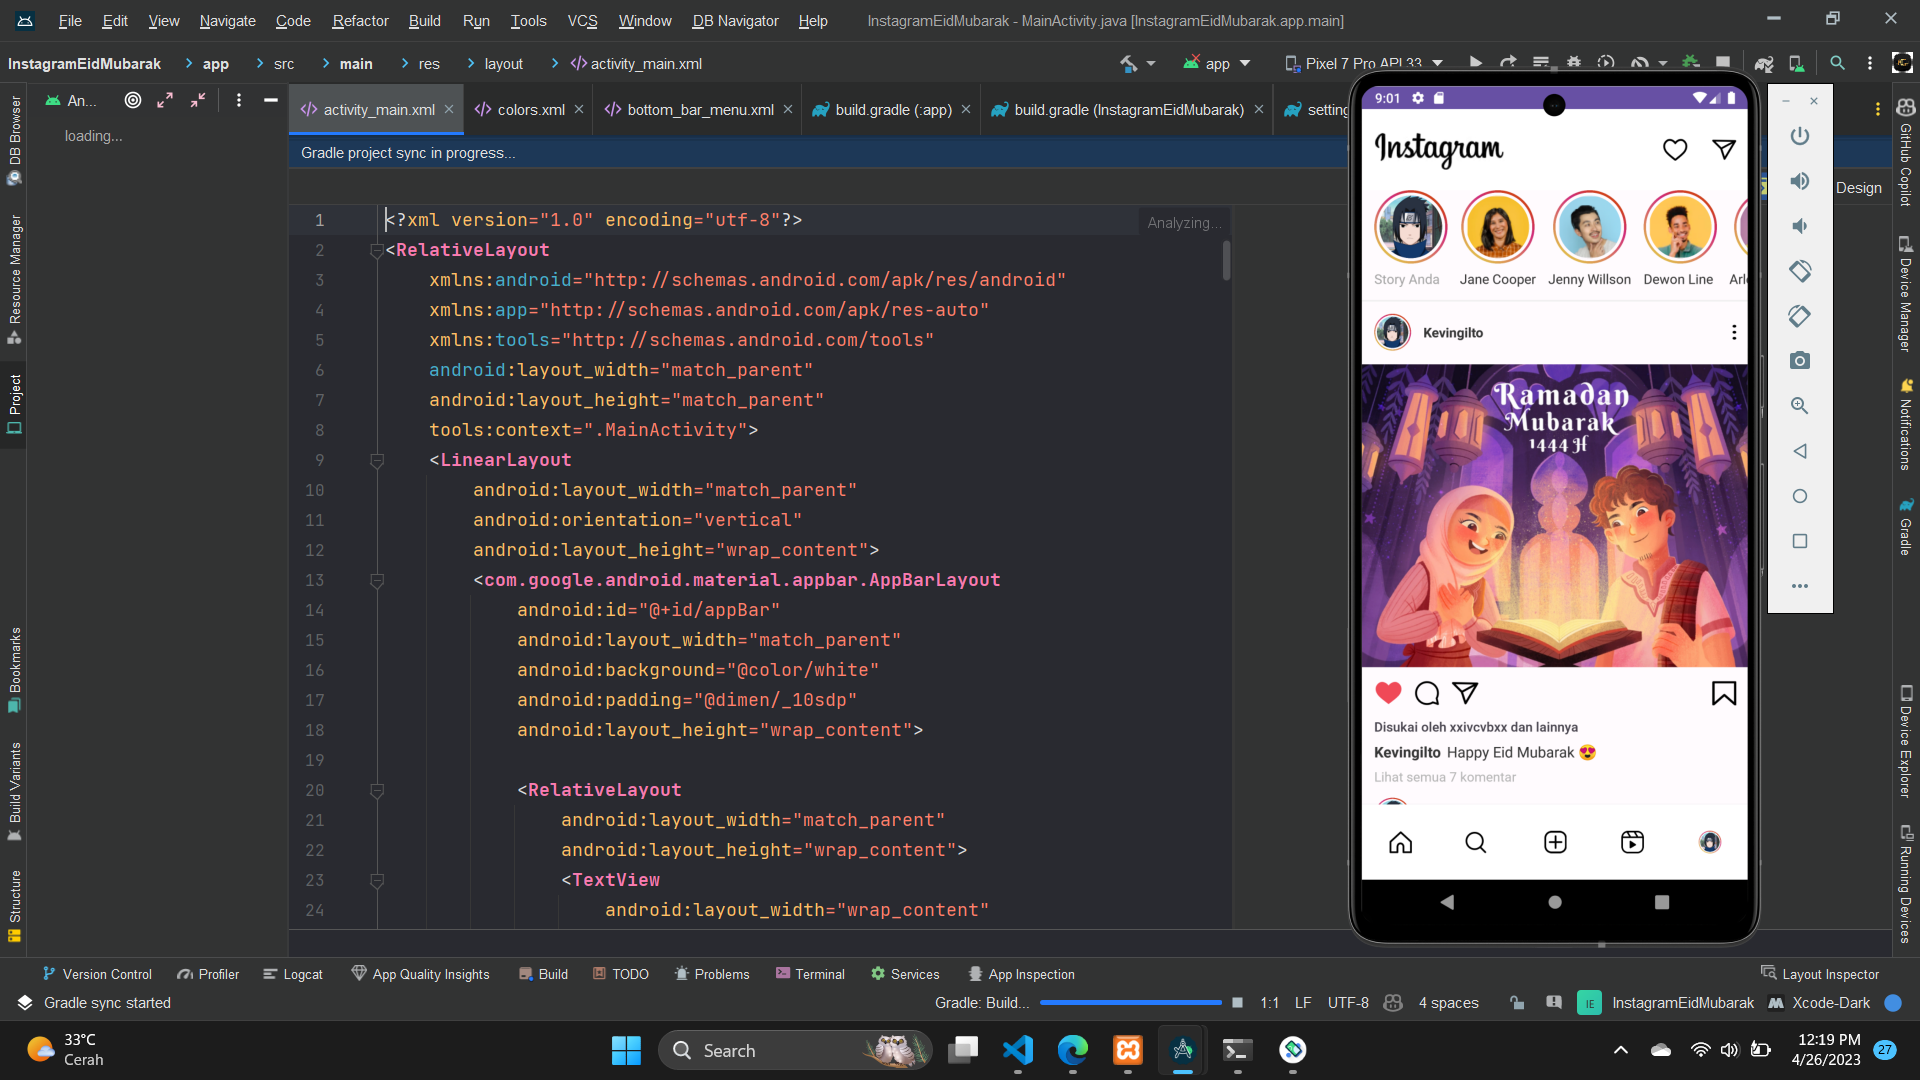 File Edit View Navigate Code Refactor Build Run Tools VCS Window DB Navigator Help InstagramEidMubarak - MainActivity.java [InstagramEidMubarak.app.main]
InstagramEidMubarak app src main res layout activity_main.xml app Pixel 7 Pro API 33
An... activity_main.xml colors.xml bottom_bar_menu.xml build.gradle (:app) build.gradle (InstagramEidMubarak)
loading...
Gradle project sync in progress...
Design
Analyzing...
1 <?xml version="1.0" encoding="utf-8"?>
2 <RelativeLayout
3 xmlns:android="http://schemas.android.com/apk/res/android"
4 xmlns:app="http://schemas.android.com/apk/res-auto"
5 xmlns:tools="http://schemas.android.com/tools"
6 android:layout_width="match_parent"
7 android:layout_height="match_parent"
8 tools:context=".MainActivity">
9 <LinearLayout
10 android:layout_width="match_parent"
11 android:orientation="vertical"
12 android:layout_height="wrap_content">
13 <com.google.android.material.appbar.AppBarLayout
14 android:id="@+id/appBar"
15 android:layout_width="match_parent"
16 android:background="@color/white"
17 android:padding="@dimen/_10sdp"
18 android:layout_height="wrap_content">
19
20 <RelativeLayout
21 android:layout_width="match_parent"
22 android:layout_height="wrap_content">
23 <TextView
24 android:layout_width="wrap_content"
DB Browser
Resource Manager
Project
Bookmarks
Build Variants
Structure
9:01
Instagram
Story Anda Jane Cooper Jenny Willson Dewon Line Arl
Kevingilto
Ramadan
Mubarak
1444 H
Disukai oleh xxivcvbxx dan lainnya
Kevingilto Happy Eid Mubarak 😍
Lihat semua 7 komentar
GitHub Copilot
Device Manager
Notifications
Gradle
Device Explorer
Running Devices
Version Control Profiler Logcat App Quality Insights Build TODO Problems Terminal Services App Inspection Layout Inspector
Gradle sync started Gradle: Build... 1:1 LF UTF-8 4 spaces IE InstagramEidMubarak Xcode-Dark
33°C
Cerah
Search
12:19 PM
4/26/2023
27